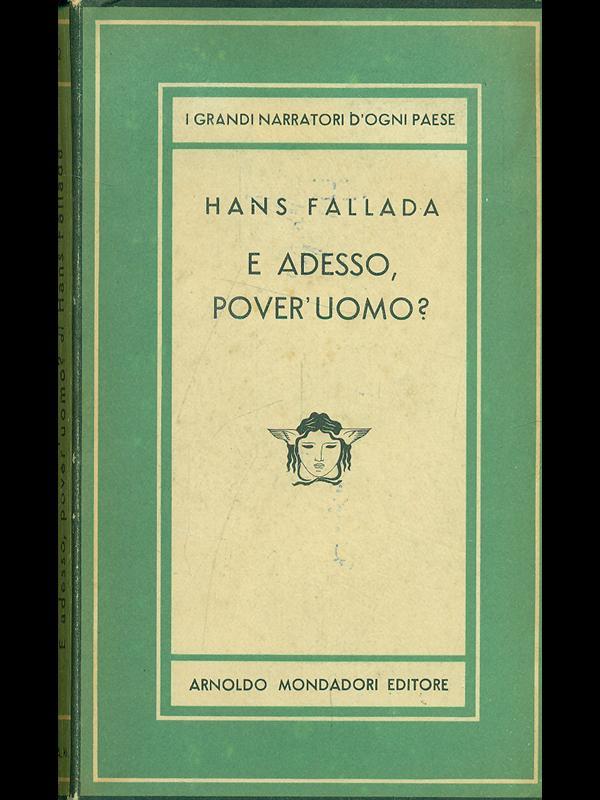 I GRANDI NARRATORI D'OGNI PAESE
HANS FALLADA
E ADESSO,
POVER'UOMO?
ARNOLDO MONDADORI EDITORE
E adesso, pover'uomo? di Hans Fallada